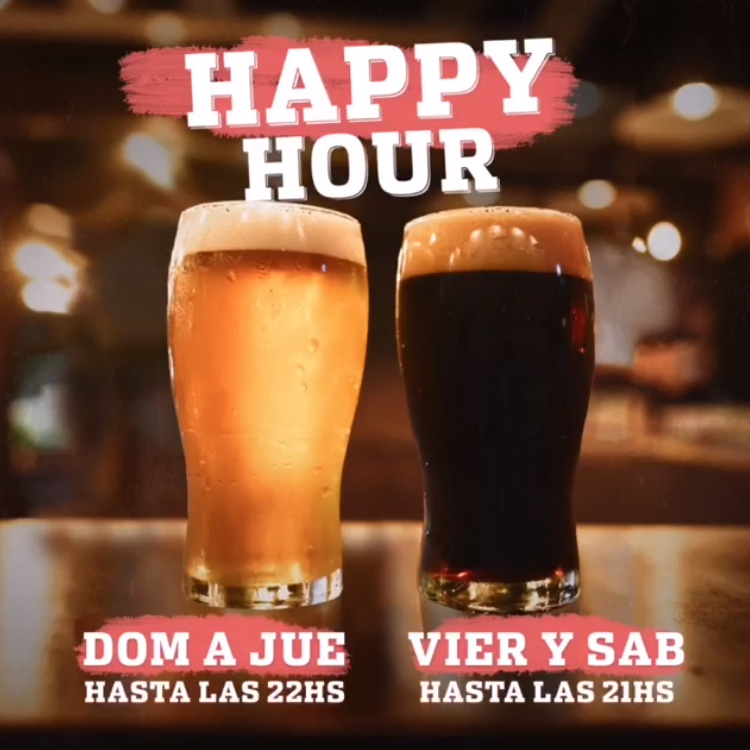 HAPPY
HOUR
DOM A JUE
HASTA LAS 22HS
VIER Y SAB
HASTA LAS 21HS